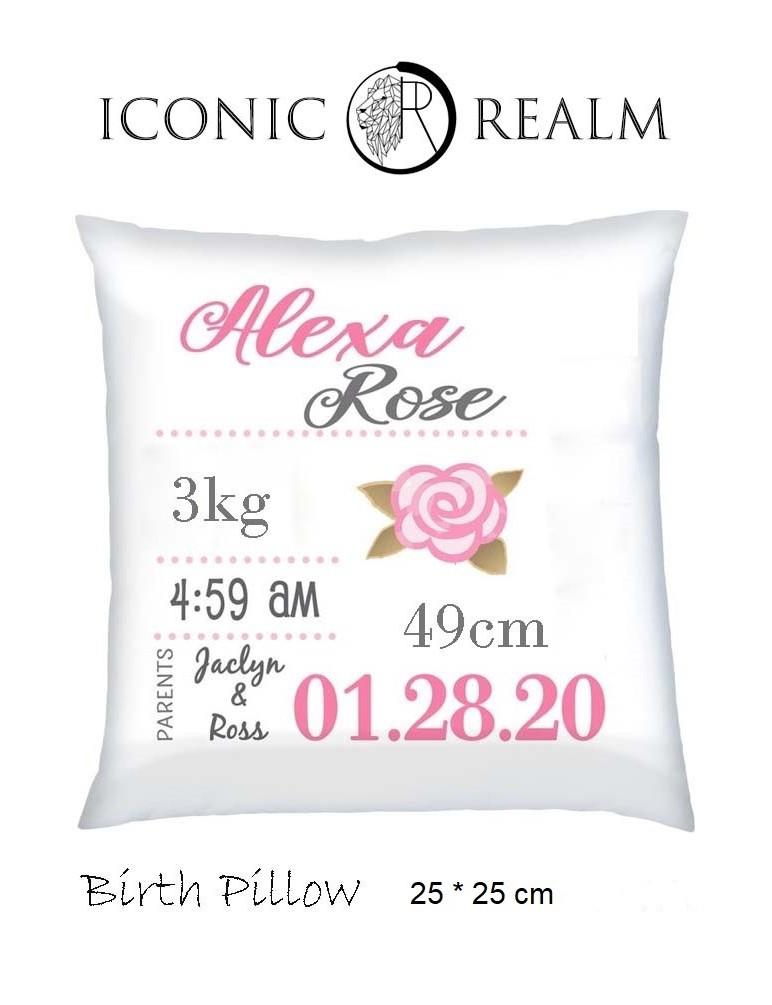 ICONIC R REALM
Alexa
Rose
3kg
4:59 am
49cm
PARENTS
Jaclyn
&
Ross
01.28.20
Birth Pillow 25 * 25 cm